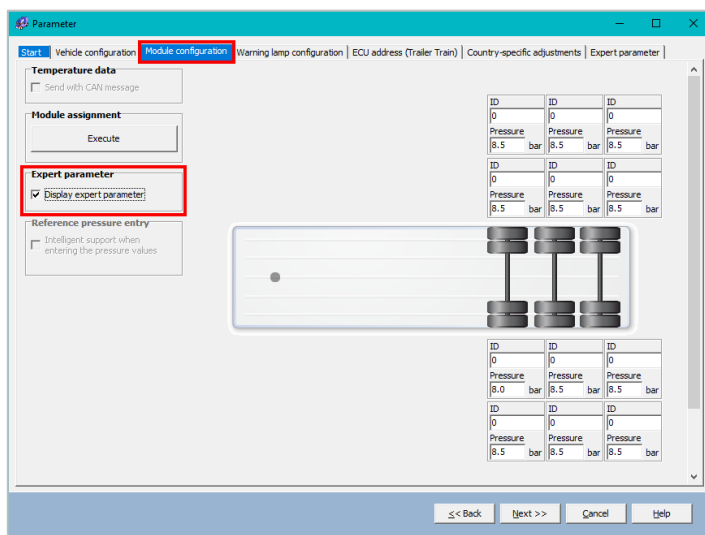 Parameter
Start Vehicle configuration Module configuration Warning lamp configuration ECU address (Trailer Train) Country-specific adjustments Expert parameter
Temperature data
Send with CAN message
Module assignment
Execute
Expert parameter
Display expert parameter
Reference pressure entry
Intelligent support when
entering the pressure values
ID ID ID
0 0 0
Pressure Pressure Pressure
8.5 bar 8.5 bar 8.5 bar
ID ID ID
0 0 0
Pressure Pressure Pressure
8.5 bar 8.5 bar 8.5 bar
ID ID ID
0 0 0
Pressure Pressure Pressure
8.0 bar 8.5 bar 8.5 bar
ID ID ID
0 0 0
Pressure Pressure Pressure
8.5 bar 8.5 bar 8.5 bar
<< Back Next >> Cancel Help